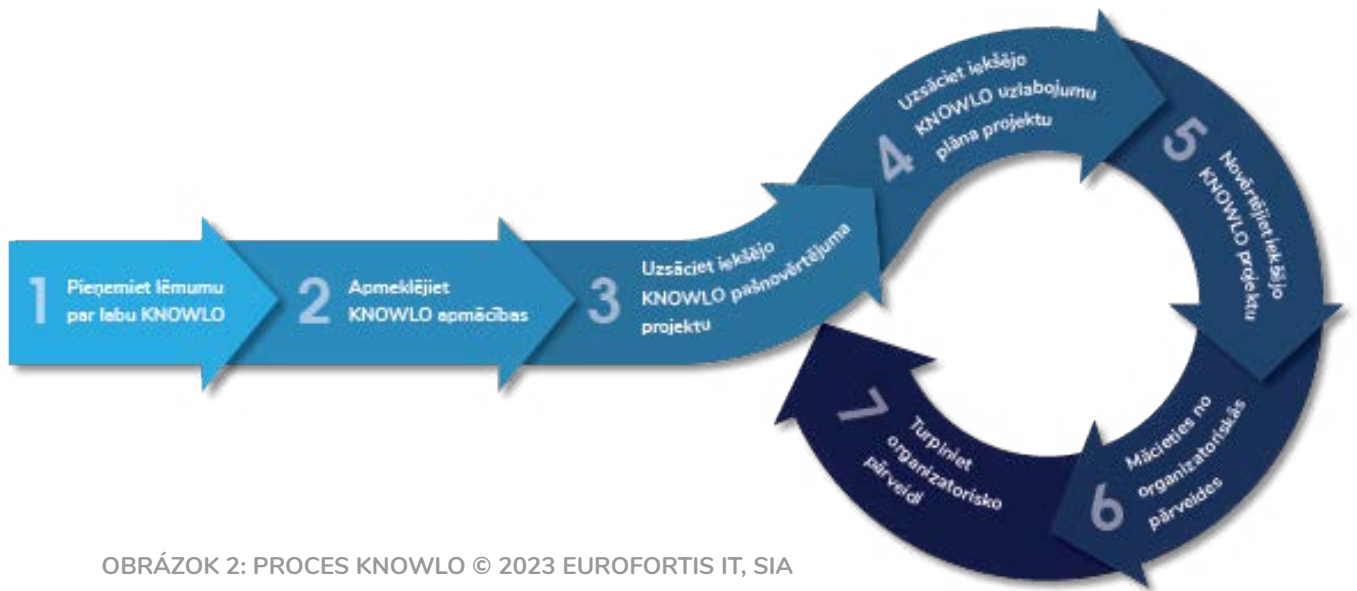 1 Pieņemiet lēmumu
par labu KNOWLO
2 Apmeklējiet
KNOWLO apmācības
3 Uzsāciet iekšējo
KNOWLO pašnovērtējuma
projektu
4 Uzsāciet iekšējo
KNOWLO uzlabojumu
plāna projektu
5 Novērtējiet iekšējo
KNOWLO projektu
6 Mācieties no
organizatoriskās
pārveides
7 Turpiniet
organizatorisko
pārveidi
OBRÁZOK 2: PROCES KNOWLO © 2023 EUROFORTIS IT, SIA